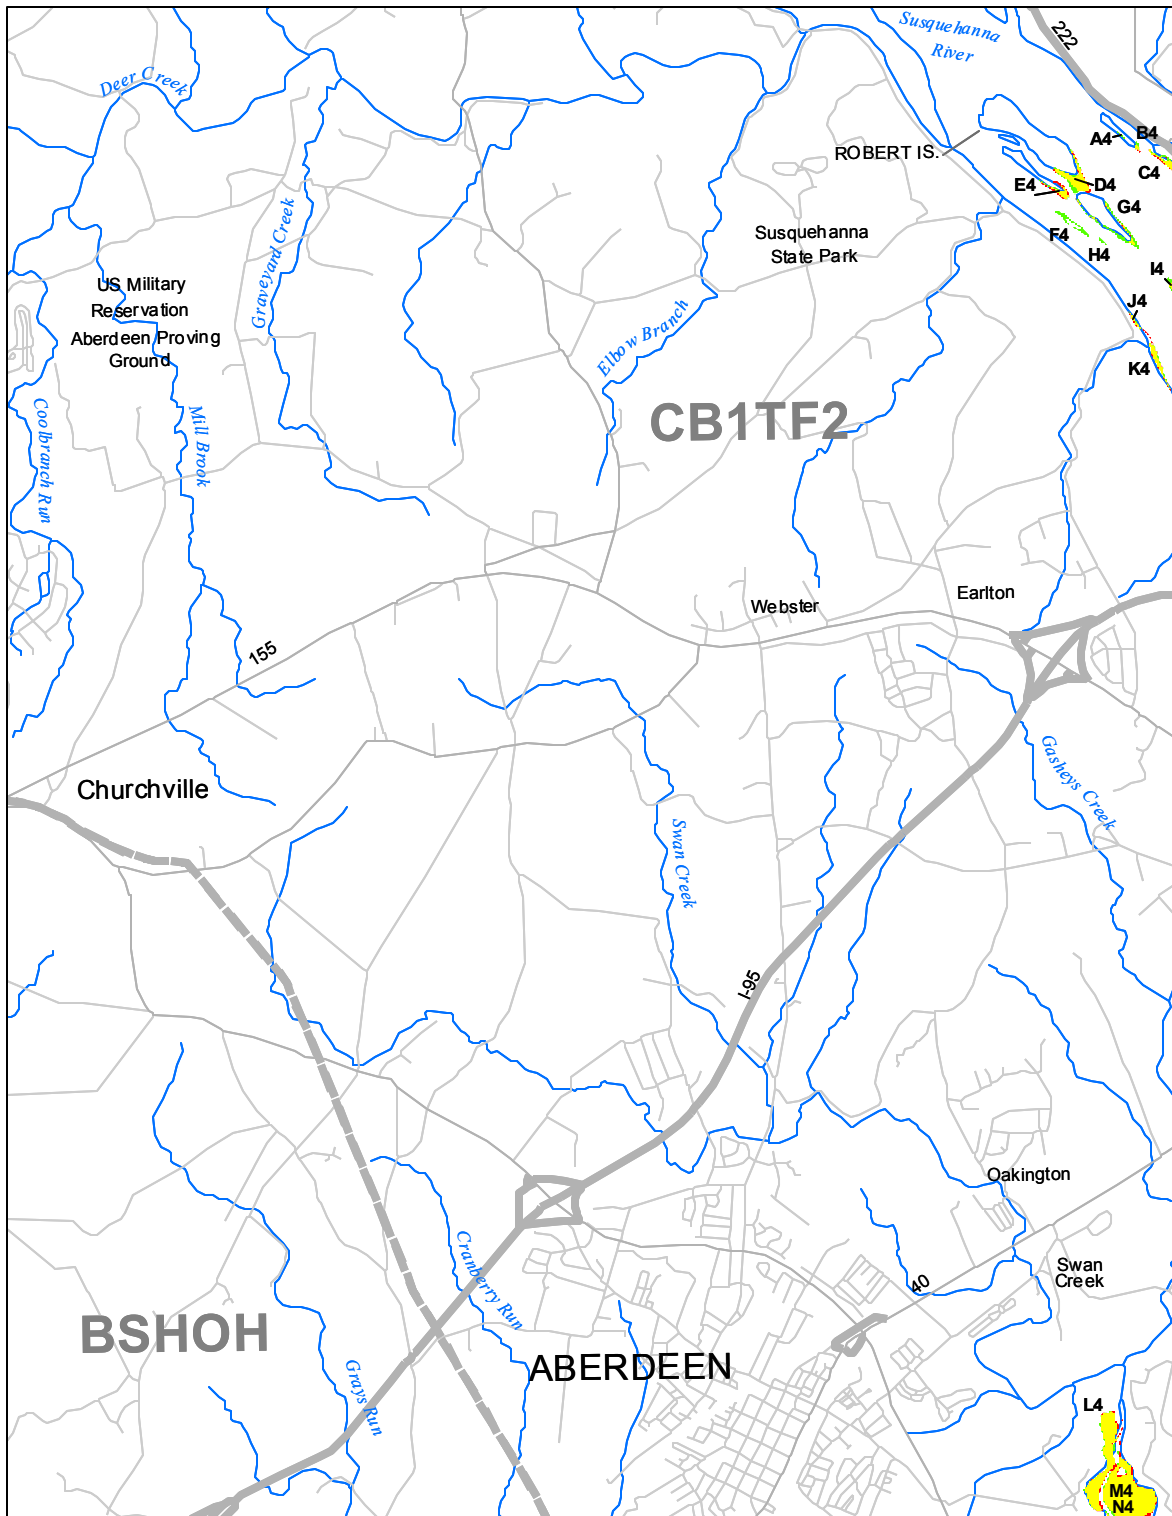 Susquehanna
River
222
Deer Creek
A4
B4
C4
ROBERT IS.
D4
E4
G4
F4
H4
Susquehanna
State Park
I4
J4
K4
US Military
Reservation
Aberdeen Proving
Ground
Graveyard Creek
Elbow Branch
Coolbranch Run
Mill Brook
CB1TF2
Webster
Earlton
155
Churchville
Gasheys Creek
Swan Creek
I-95
Oakington
Swan
Creek
40
Cranberry Run
BSHOH
ABERDEEN
Grays Run
L4
M4
N4